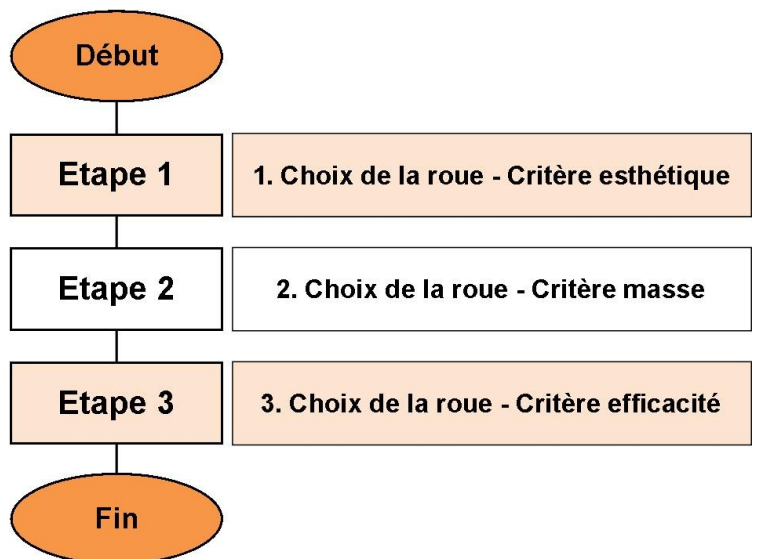 Début
Etape 1
1. Choix de la roue - Critère esthétique
Etape 2
2. Choix de la roue - Critère masse
Etape 3
3. Choix de la roue - Critère efficacité
Fin